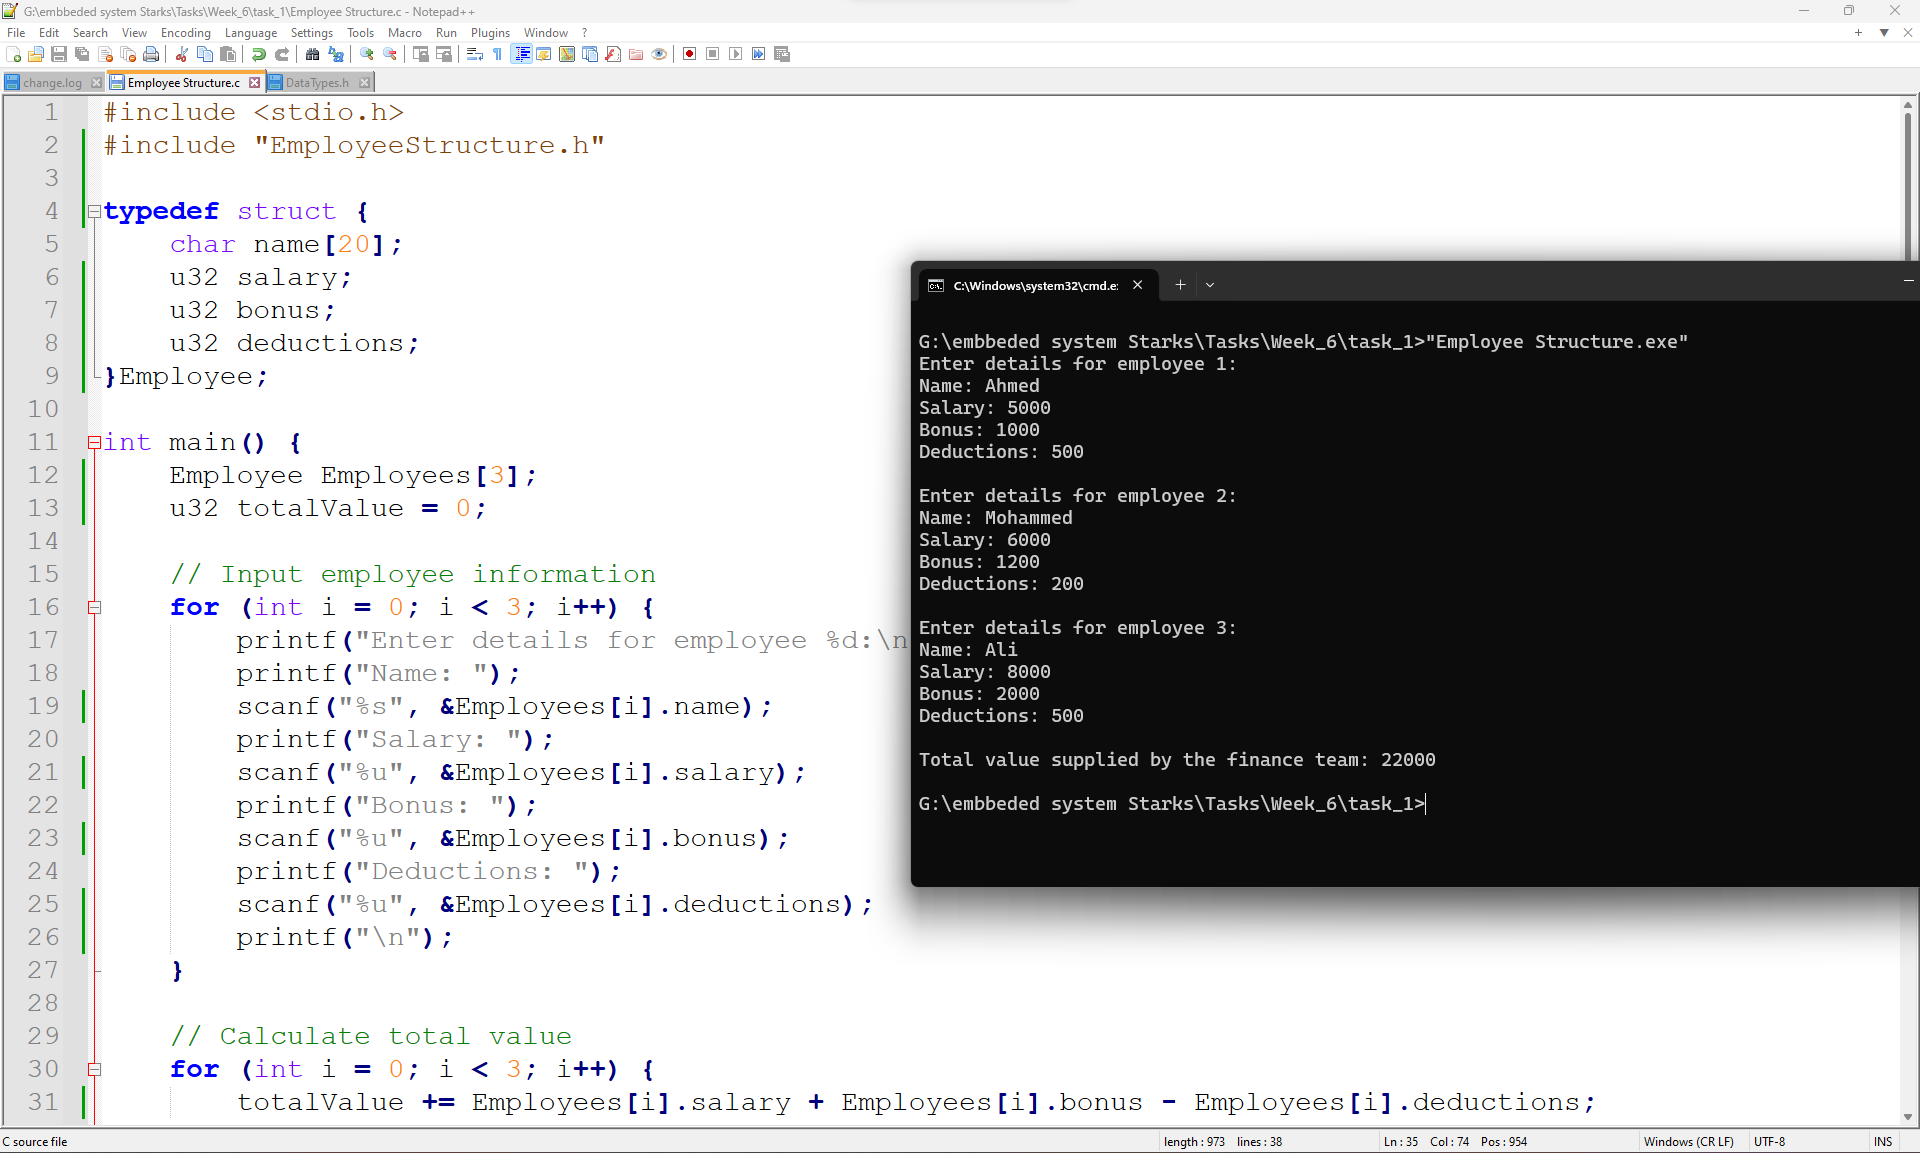 G:\embbeded system Starks\Tasks\Week_6\task_1\Employee Structure.c - Notepad++
File Edit Search View Encoding Language Settings Tools Macro Run Plugins Window ?
change.log Employee Structure.c DataTypes.h
1 #include <stdio.h>
2 #include "EmployeeStructure.h"
3
4 typedef struct {
5 char name[20];
6 u32 salary;
7 u32 bonus;
8 u32 deductions;
9 }Employee;
10
11 int main() {
12 Employee Employees[3];
13 u32 totalValue = 0;
14
15 // Input employee information
16 for (int i = 0; i < 3; i++) {
17 printf("Enter details for employee %d:\n
18 printf("Name: ");
19 scanf("%s", &Employees[i].name);
20 printf("Salary: ");
21 scanf("%u", &Employees[i].salary);
22 printf("Bonus: ");
23 scanf("%u", &Employees[i].bonus);
24 printf("Deductions: ");
25 scanf("%u", &Employees[i].deductions);
26 printf("\n");
27 }
28
29 // Calculate total value
30 for (int i = 0; i < 3; i++) {
31 totalValue += Employees[i].salary + Employees[i].bonus - Employees[i].deductions;
C:\Windows\system32\cmd.e
G:\embbeded system Starks\Tasks\Week_6\task_1>"Employee Structure.exe"
Enter details for employee 1:
Name: Ahmed
Salary: 5000
Bonus: 1000
Deductions: 500
Enter details for employee 2:
Name: Mohammed
Salary: 6000
Bonus: 1200
Deductions: 200
Enter details for employee 3:
Name: Ali
Salary: 8000
Bonus: 2000
Deductions: 500
Total value supplied by the finance team: 22000
G:\embbeded system Starks\Tasks\Week_6\task_1>
C source file length : 973 lines : 38 Ln : 35 Col : 74 Pos : 954 Windows (CR LF) UTF-8 INS